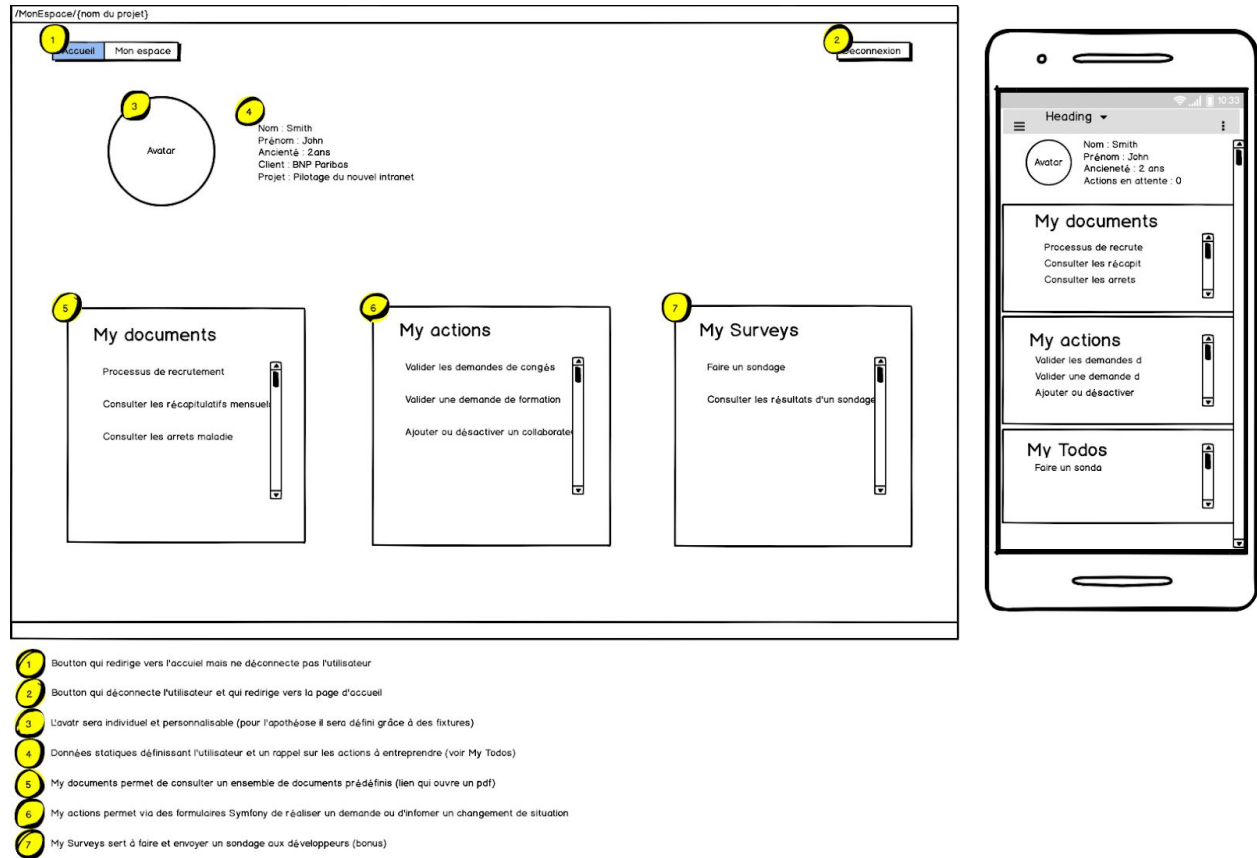 /MonEspace/{nom du projet}
1
Accueil
Mon espace
2
Deconnexion
3
Avatar
4
Nom : Smith
Prénom : John
Ancienté : 2ans
Client : BNP Paribas
Projet : Pilotage du nouvel intranet
5
My documents
Processus de recrutement
Consulter les récapitulatifs mensuels
Consulter les arrets maladie
6
My actions
Valider les demandes de congés
Valider une demande de formation
Ajouter ou désactiver un collaborateu
7
My Surveys
Faire un sondage
Consulter les résultats d'un sondage
10:33
Heading
Avatar
Nom : Smith
Prénom : John
Ancieneté : 2 ans
Actions en attente : 0
My documents
Processus de recrute
Consulter les récapit
Consulter les arrets
My actions
Valider les demandes d
Valider une demande d
Ajouter ou désactiver
My Todos
Faire un sonda
1 Boutton qui redirige vers l'accuiel mais ne déconnecte pas l'utilisateur
2 Boutton qui déconnecte l'utilisateur et qui redirige vers la page d'accueil
3 L'avatr sera individuel et personnalisable (pour l'apothéose il sera défini grâce à des fixtures)
4 Données statiques définissant l'utilisateur et un rappel sur les actions à entreprendre (voir My Todos)
5 My documents permet de consulter un ensemble de documents prédéfinis (lien qui ouvre un pdf)
6 My actions permet via des formulaires Symfony de réaliser un demande ou d'infomer un changement de situation
7 My Surveys sert à faire et envoyer un sondage aux développeurs (bonus)